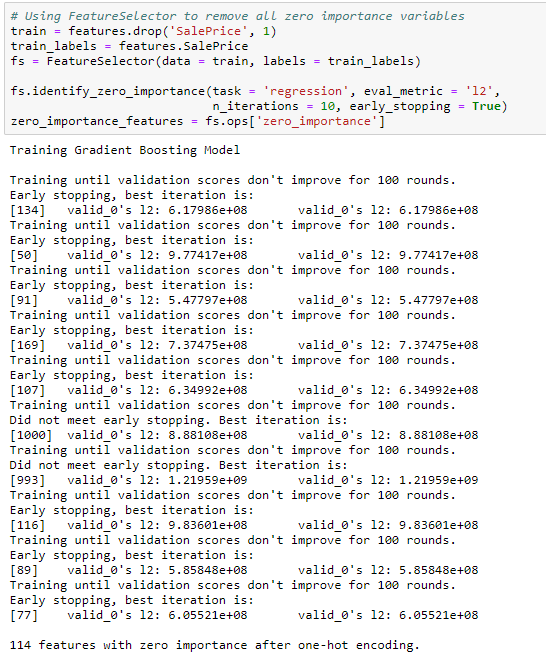 # Using FeatureSelector to remove all zero importance variables
train = features.drop('SalePrice', 1)
train_labels = features.SalePrice
fs = FeatureSelector(data = train, labels = train_labels)
fs.identify_zero_importance(task = 'regression', eval_metric = 'l2',
n_iterations = 10, early_stopping = True)
zero_importance_features = fs.ops['zero_importance']
Training Gradient Boosting Model
Training until validation scores don't improve for 100 rounds.
Early stopping, best iteration is:
[134] valid_0's l2: 6.17986e+08 valid_0's l2: 6.17986e+08
Training until validation scores don't improve for 100 rounds.
Early stopping, best iteration is:
[50] valid_0's l2: 9.77417e+08 valid_0's l2: 9.77417e+08
Training until validation scores don't improve for 100 rounds.
Early stopping, best iteration is:
[91] valid_0's l2: 5.47797e+08 valid_0's l2: 5.47797e+08
Training until validation scores don't improve for 100 rounds.
Early stopping, best iteration is:
[169] valid_0's l2: 7.37475e+08 valid_0's l2: 7.37475e+08
Training until validation scores don't improve for 100 rounds.
Early stopping, best iteration is:
[107] valid_0's l2: 6.34992e+08 valid_0's l2: 6.34992e+08
Training until validation scores don't improve for 100 rounds.
Did not meet early stopping. Best iteration is:
[1000] valid_0's l2: 8.88108e+08 valid_0's l2: 8.88108e+08
Training until validation scores don't improve for 100 rounds.
Did not meet early stopping. Best iteration is:
[993] valid_0's l2: 1.21959e+09 valid_0's l2: 1.21959e+09
Training until validation scores don't improve for 100 rounds.
Early stopping, best iteration is:
[116] valid_0's l2: 9.83601e+08 valid_0's l2: 9.83601e+08
Training until validation scores don't improve for 100 rounds.
Early stopping, best iteration is:
[89] valid_0's l2: 5.85848e+08 valid_0's l2: 5.85848e+08
Training until validation scores don't improve for 100 rounds.
Early stopping, best iteration is:
[77] valid_0's l2: 6.05521e+08 valid_0's l2: 6.05521e+08
114 features with zero importance after one-hot encoding.